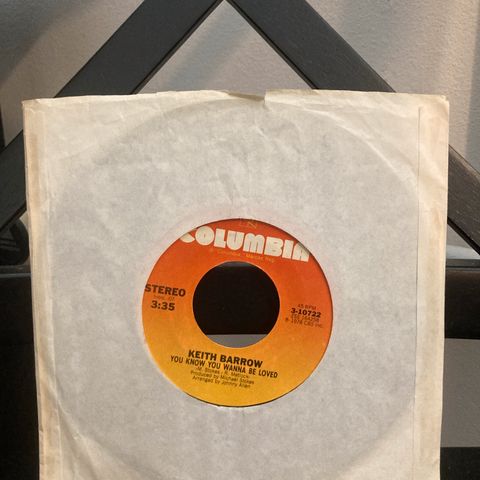 COLUMBIA
STEREO
3:35
45 RPM
3-10722
KEITH BARROW
YOU KNOW YOU WANNA BE LOVED
Produced by Michael Stokes
Arranged by Johnny Allen